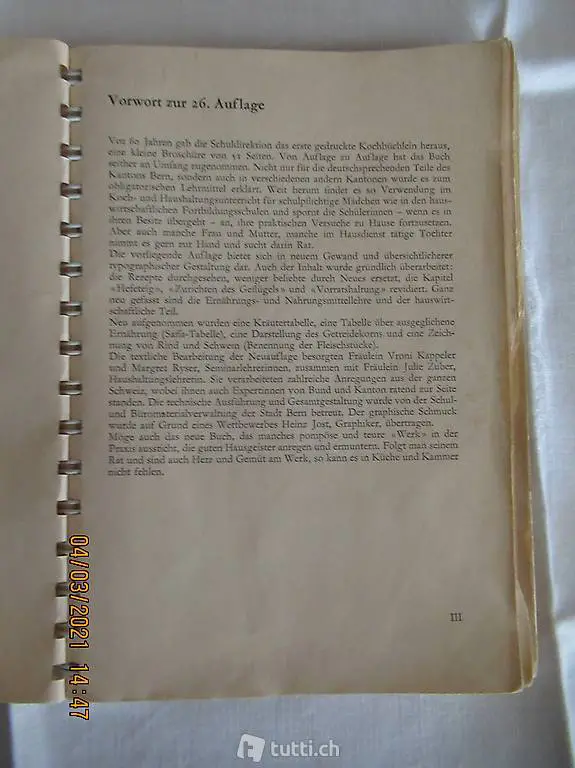 Vorwort zur 26. Auflage
Vor 60 Jahren gab die Schuldirektion das erste gedruckte Kochbüchlein heraus,
eine kleine Broschüre von 51 Seiten. Von Auflage zu Auflage hat das Buch
seither an Umfang zugenommen. Nicht nur für die deutschsprechenden Teile des
Kantons Bern, sondern auch in verschiedenen andern Kantonen wurde es zum
obligatorischen Lehrmittel erklärt. Weit herum findet es so Verwendung im
Koch- und Haushaltungsunterricht für schulpflichtige Mädchen wie in den haus-
wirtschaftlichen Fortbildungsschulen und spornt die Schülerinnen – wenn es in
ihren Besitz übergeht – an, ihre praktischen Versuche zu Hause fortzusetzen.
Aber auch manche Frau und Mutter, manche im Hausdienst tätige Tochter
nimmt es gern zur Hand und sucht darin Rat.
Die vorliegende Auflage bietet sich in neuem Gewand und übersichtlicherer
typographischer Gestaltung dar. Auch der Inhalt wurde gründlich überarbeitet:
die Rezepte durchgesehen, weniger beliebte durch Neues ersetzt, die Kapitel
«Hefeteig», «Zurichten des Geflügels» und «Vorratshaltung» revidiert. Ganz
neu gefasst sind die Ernährungs- und Nahrungsmittellehre und der hauswirt-
schaftliche Teil.
Neu aufgenommen wurden eine Kräutertabelle, eine Tabelle über ausgeglichene
Ernährung (Saffa-Tabelle), eine Darstellung des Getreidekorns und eine Zeich-
nung von Rind und Schwein (Benennung der Fleischstücke).
Die textliche Bearbeitung der Neuauflage besorgten Fräulein Vroni Kappeler
und Margret Ryser, Seminarlehrerinnen, zusammen mit Fräulein Julie Zuber,
Haushaltungslehrerin. Sie verarbeiteten zahlreiche Anregungen aus der ganzen
Schweiz, wobei ihnen auch Expertinnen von Bund und Kanton ratend zur Seite
standen. Die technische Ausführung und Gesamtgestaltung wurde von der Schul-
und Büromaterialverwaltung der Stadt Bern betreut. Der graphische Schmuck
wurde auf Grund eines Wettbewerbes Heinz Jost, Graphiker, übertragen.
Möge auch das neue Buch, das manches pompöse und teure «Werk» in der
Praxis aussticht, die guten Hausgeister anregen und ermuntern. Folgt man seinem
Rat und sind auch Herz und Gemüt am Werk, so kann es in Küche und Kammer
nicht fehlen.
III
04/03/2021 14:47
tutti.ch